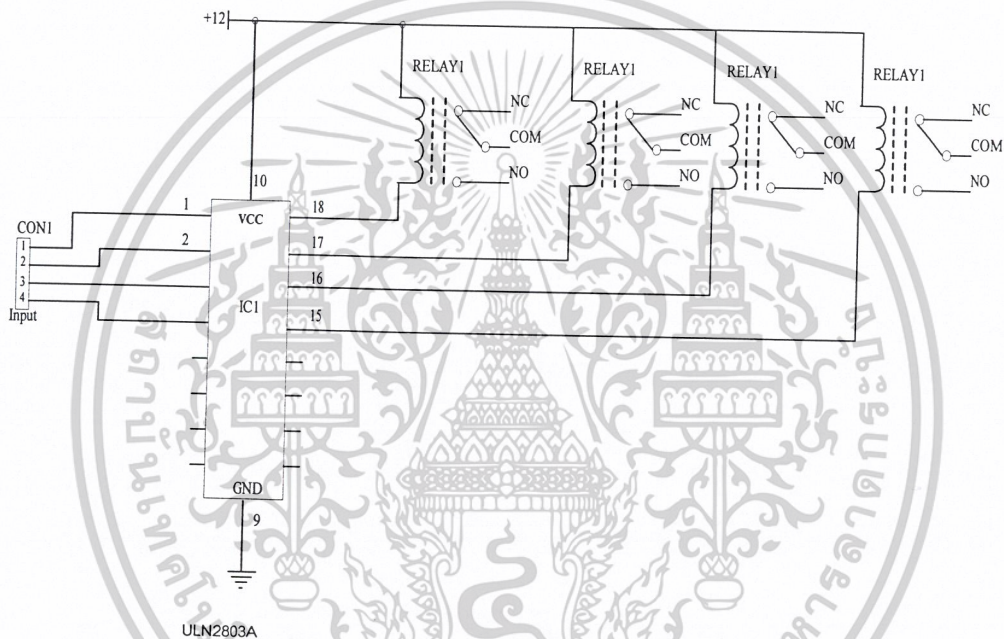 +12
RELAY1
NC
COM
NO
RELAY1
NC
COM
NO
RELAY1
NC
COM
NO
RELAY1
NC
COM
NO
10
VCC
1
2
18
17
16
15
CON1
1
2
3
4
Input
IC1
GND
9
ULN2803A